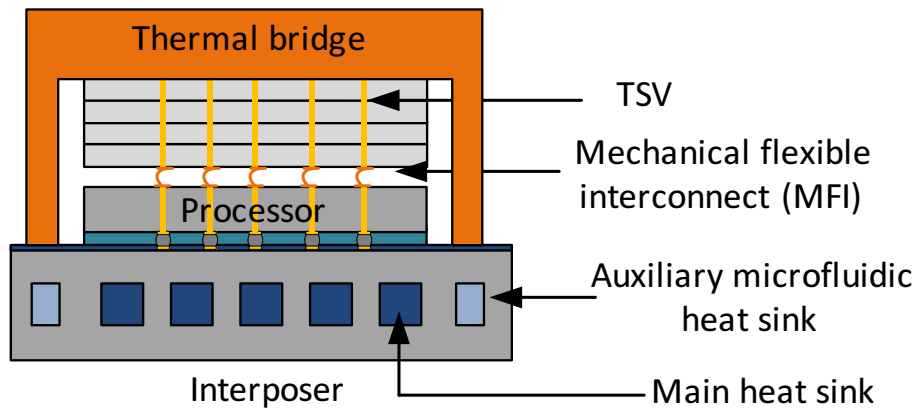 Thermal bridge
TSV
Mechanical flexible
interconnect (MFI)
Processor
Auxiliary microfluidic
heat sink
Interposer
Main heat sink